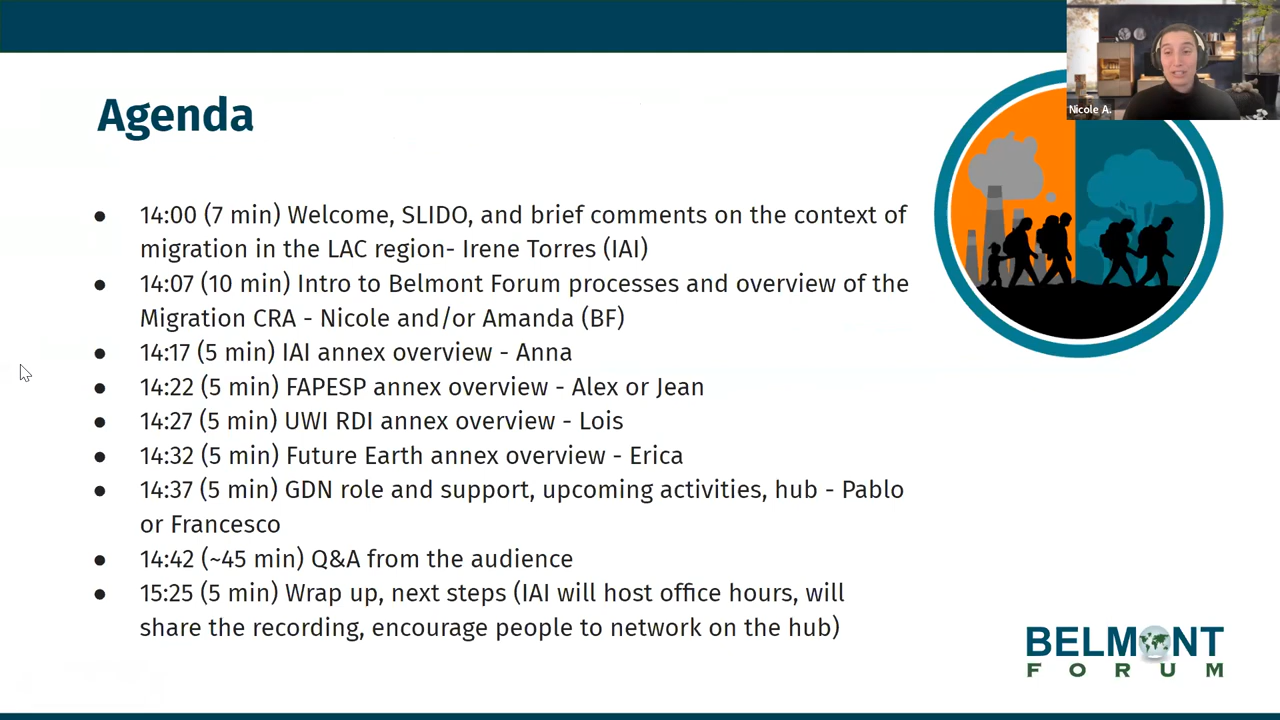 Nicole A.
Agenda
● 14:00 (7 min) Welcome, SLIDO, and brief comments on the context of
migration in the LAC region- Irene Torres (IAI)
● 14:07 (10 min) Intro to Belmont Forum processes and overview of the
Migration CRA - Nicole and/or Amanda (BF)
● 14:17 (5 min) IAI annex overview - Anna
● 14:22 (5 min) FAPESP annex overview - Alex or Jean
● 14:27 (5 min) UWI RDI annex overview - Lois
● 14:32 (5 min) Future Earth annex overview - Erica
● 14:37 (5 min) GDN role and support, upcoming activities, hub - Pablo
or Francesco
● 14:42 (~45 min) Q&A from the audience
● 15:25 (5 min) Wrap up, next steps (IAI will host office hours, will
share the recording, encourage people to network on the hub)
BELMONT
FORUM